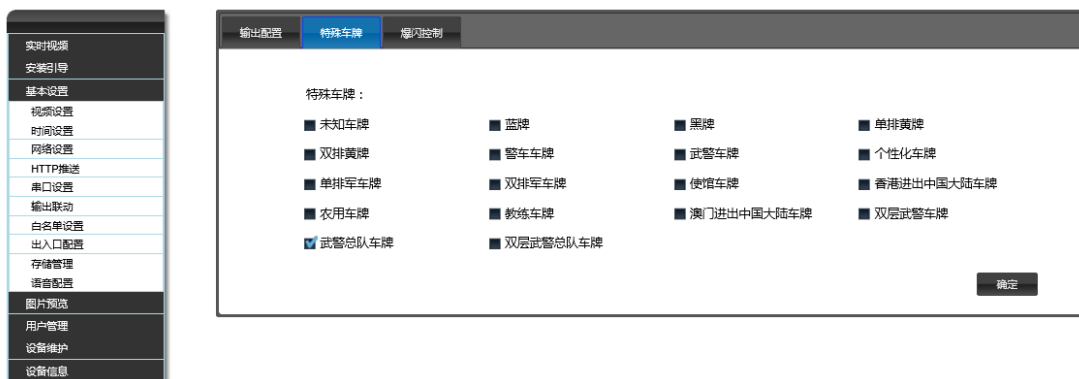 实时视频
安装引导
基本设置
视频设置
时间设置
网络设置
HTTP推送
串口设置
输出联动
白名单设置
出入口配置
存储管理
语音配置
图片预览
用户管理
设备维护
设备信息
输出配置 特殊车牌 爆闪控制
特殊车牌：
未知车牌 蓝牌 黑牌 单排黄牌
双排黄牌 警车车牌 武警车牌 个性化车牌
单排军车牌 双排军车牌 使馆车牌 香港进出中国大陆车牌
农用车牌 教练车牌 澳门进出中国大陆车牌 双层武警车牌
武警总队车牌 双层武警总队车牌
确定